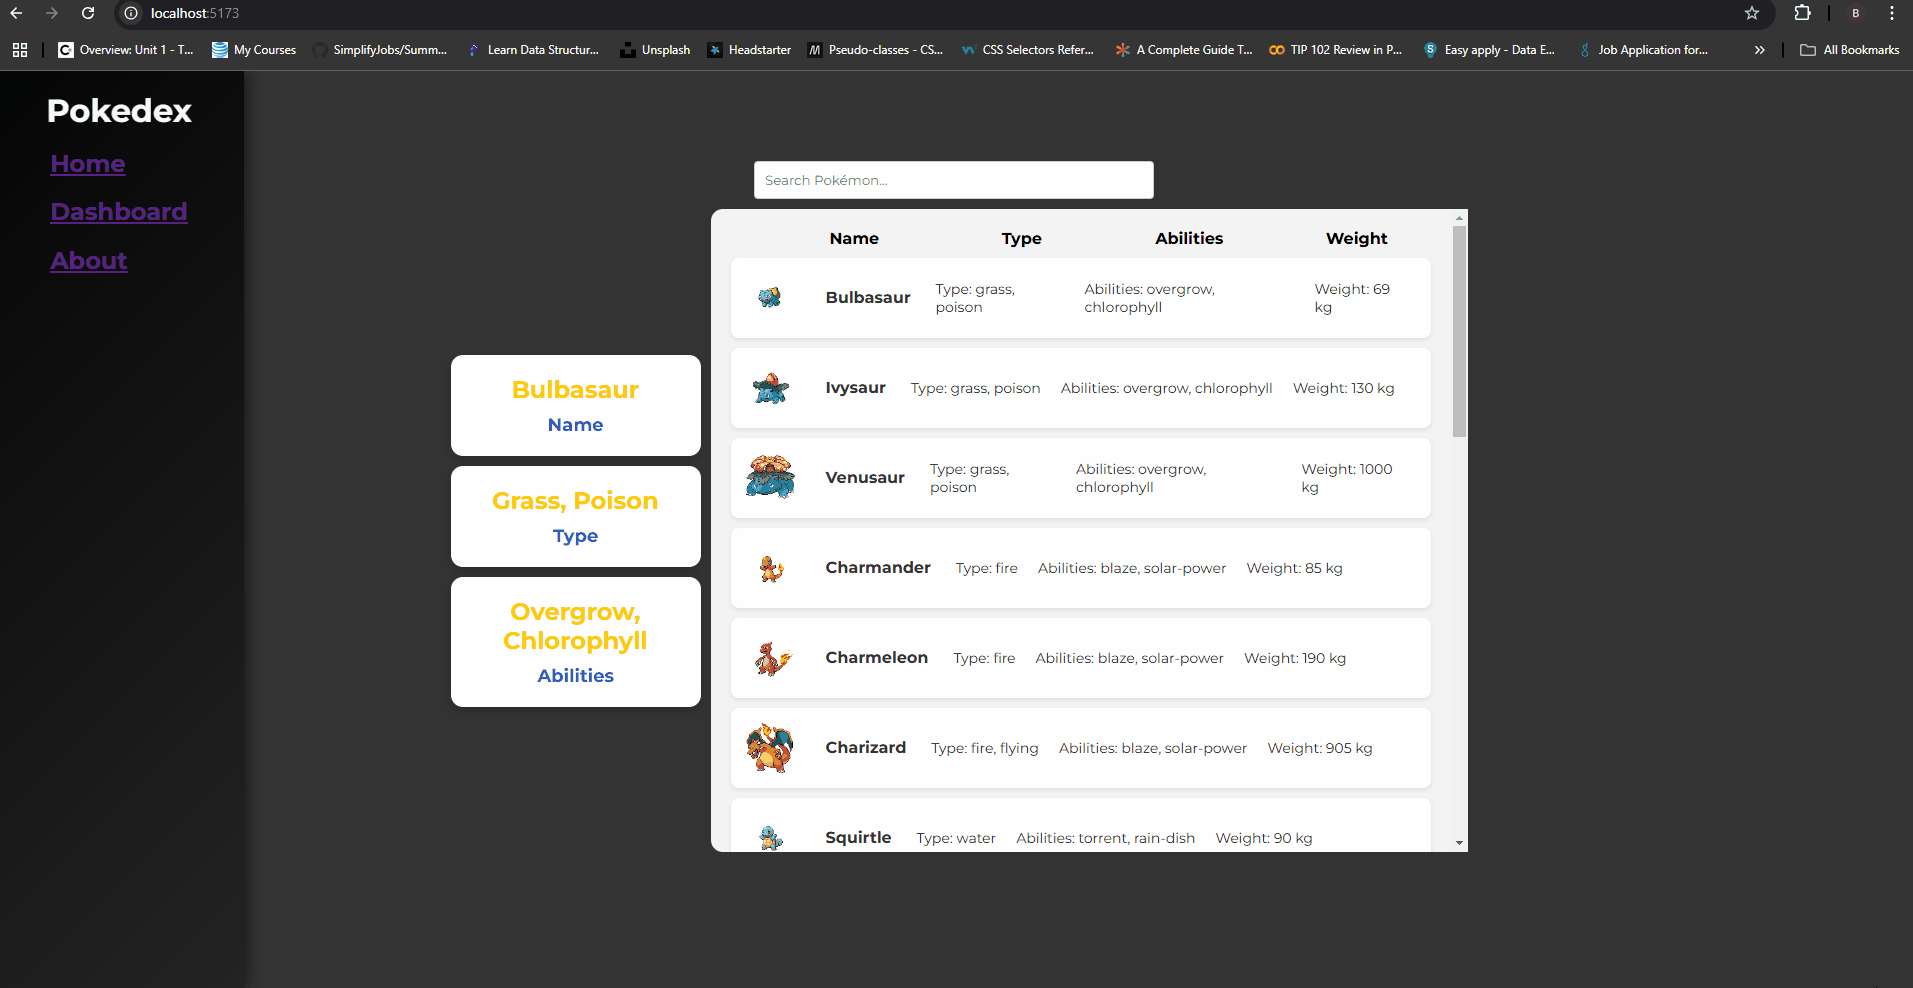 localhost:5173
B
Overview: Unit 1 - T...
My Courses
SimplifyJobs/Summ...
Learn Data Structur...
Unsplash
Headstarter
Pseudo-classes - CS...
CSS Selectors Refer...
A Complete Guide T...
TIP 102 Review in P...
Easy apply - Data E...
Job Application for...
»
All Bookmarks
Pokedex
Home
Dashboard
About
Search Pokémon...
Bulbasaur
Name
Grass, Poison
Type
Overgrow,
Chlorophyll
Abilities
Name Type Abilities Weight
Bulbasaur
Type: grass,
poison
Abilities: overgrow,
chlorophyll
Weight: 69
kg
Ivysaur Type: grass, poison Abilities: overgrow, chlorophyll Weight: 130 kg
Venusaur
Type: grass,
poison
Abilities: overgrow,
chlorophyll
Weight: 1000
kg
Charmander Type: fire Abilities: blaze, solar-power Weight: 85 kg
Charmeleon Type: fire Abilities: blaze, solar-power Weight: 190 kg
Charizard Type: fire, flying Abilities: blaze, solar-power Weight: 905 kg
Squirtle Type: water Abilities: torrent, rain-dish Weight: 90 kg